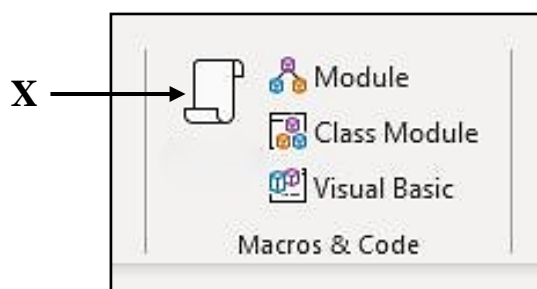 X
Module
Class Module
Visual Basic
Macros & Code